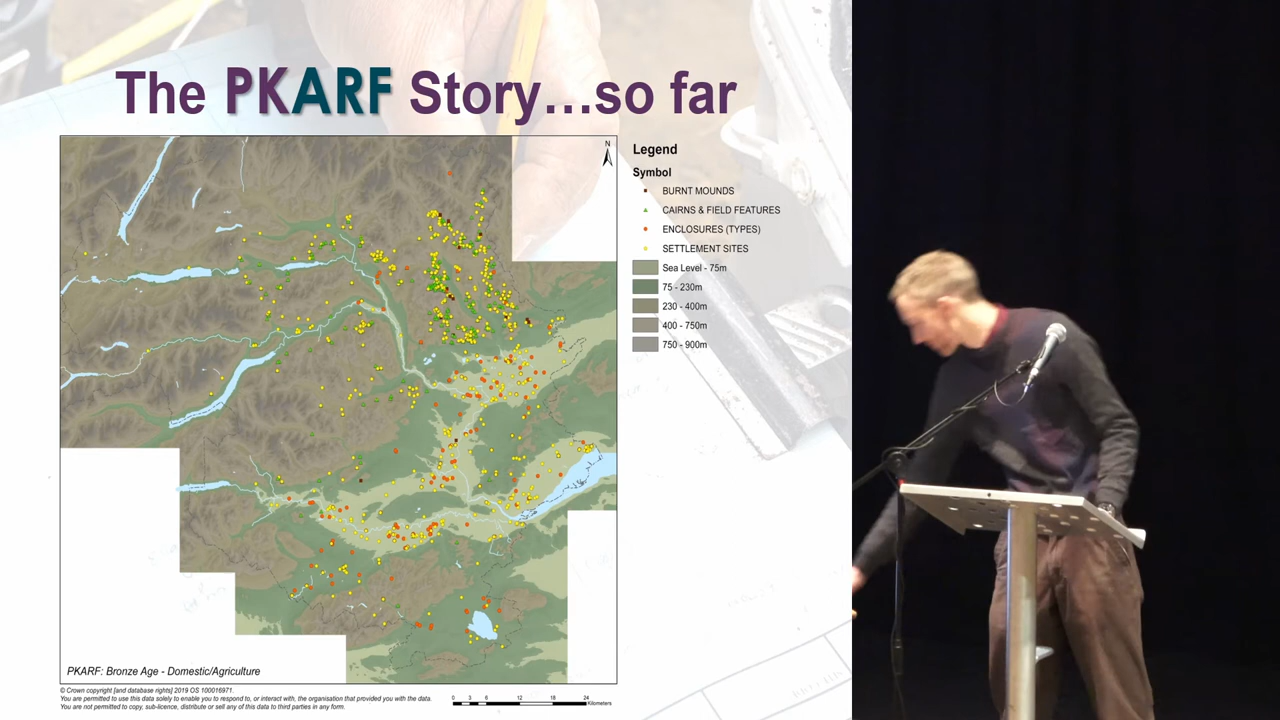 The PKARF Story…so far
N
Legend
Symbol
BURNT MOUNDS
CAIRNS & FIELD FEATURES
ENCLOSURES (TYPES)
SETTLEMENT SITES
Sea Level - 75m
75 - 230m
230 - 400m
400 - 750m
750 - 900m
PKARF: Bronze Age - Domestic/Agriculture
© Crown copyright [and database rights] 2019 OS 100016971.
You are permitted to use this data solely to enable you to respond to, or interact with, the organisation that provided you with the data.
You are not permitted to copy, sub-licence, distribute or sell any of this data to third parties in any form.
0 3 6 12 18 24
Kilometers